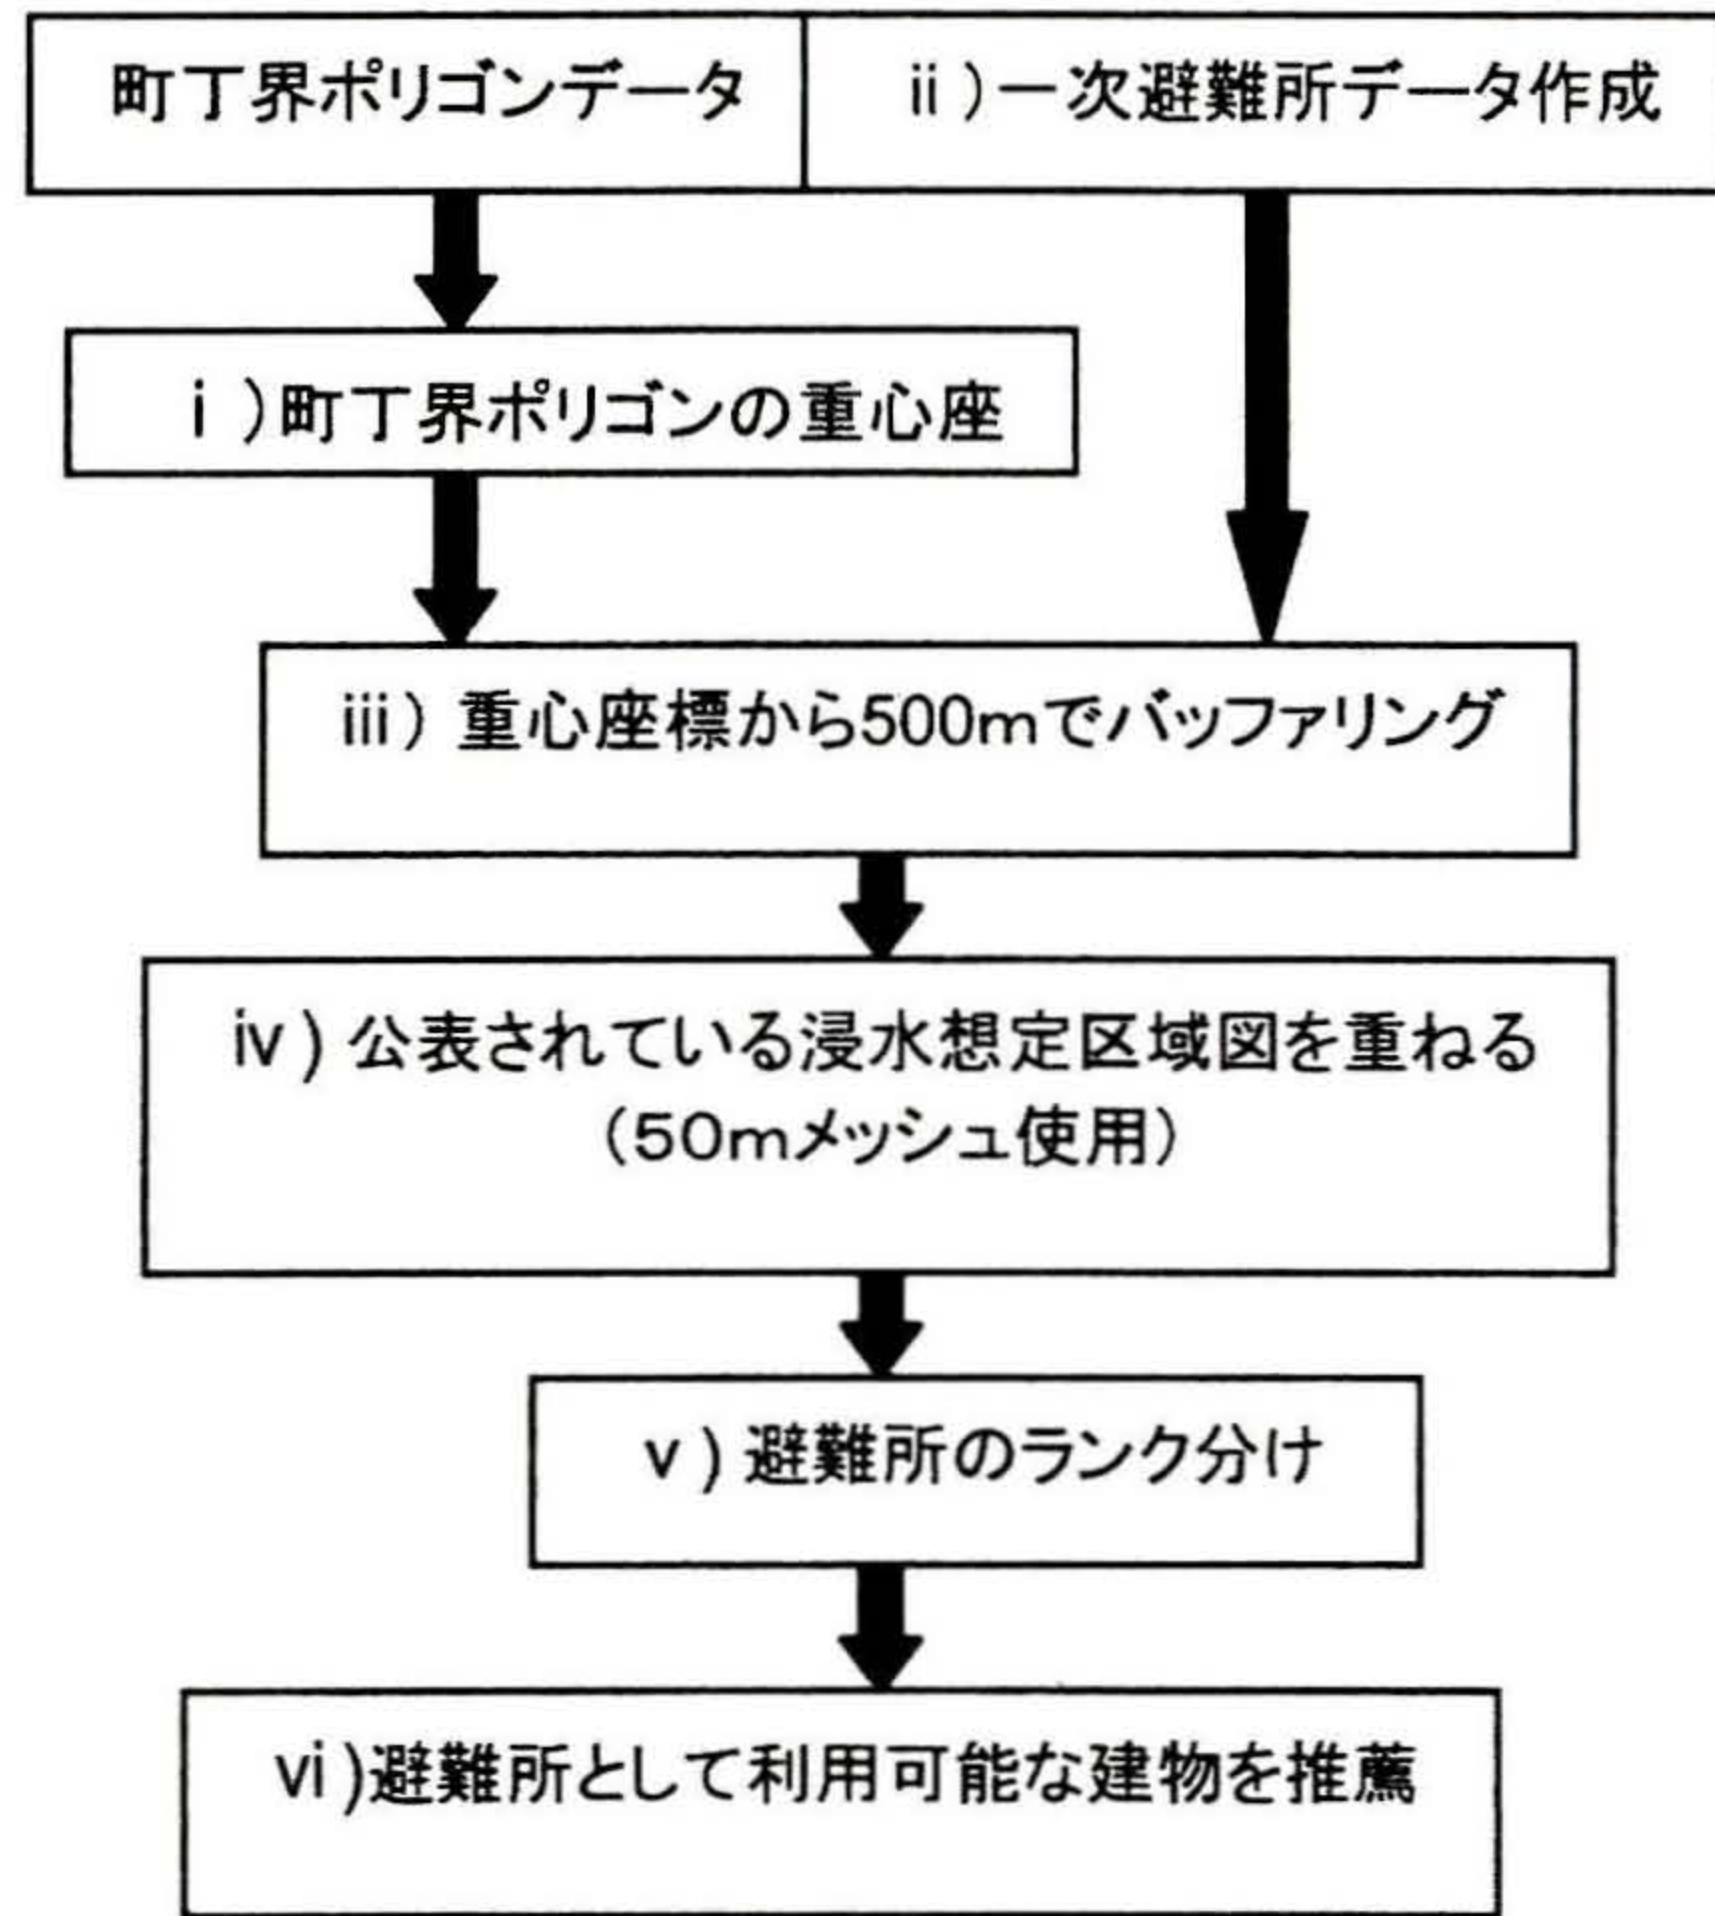 町丁界ポリゴンデータ
ii)一次避難所データ作成
i)町丁界ポリゴンの重心座
iii) 重心座標から500mでバッファリング
iv) 公表されている浸水想定区域図を重ねる
(50mメッシュ使用)
v) 避難所のランク分け
vi)避難所として利用可能な建物を推薦